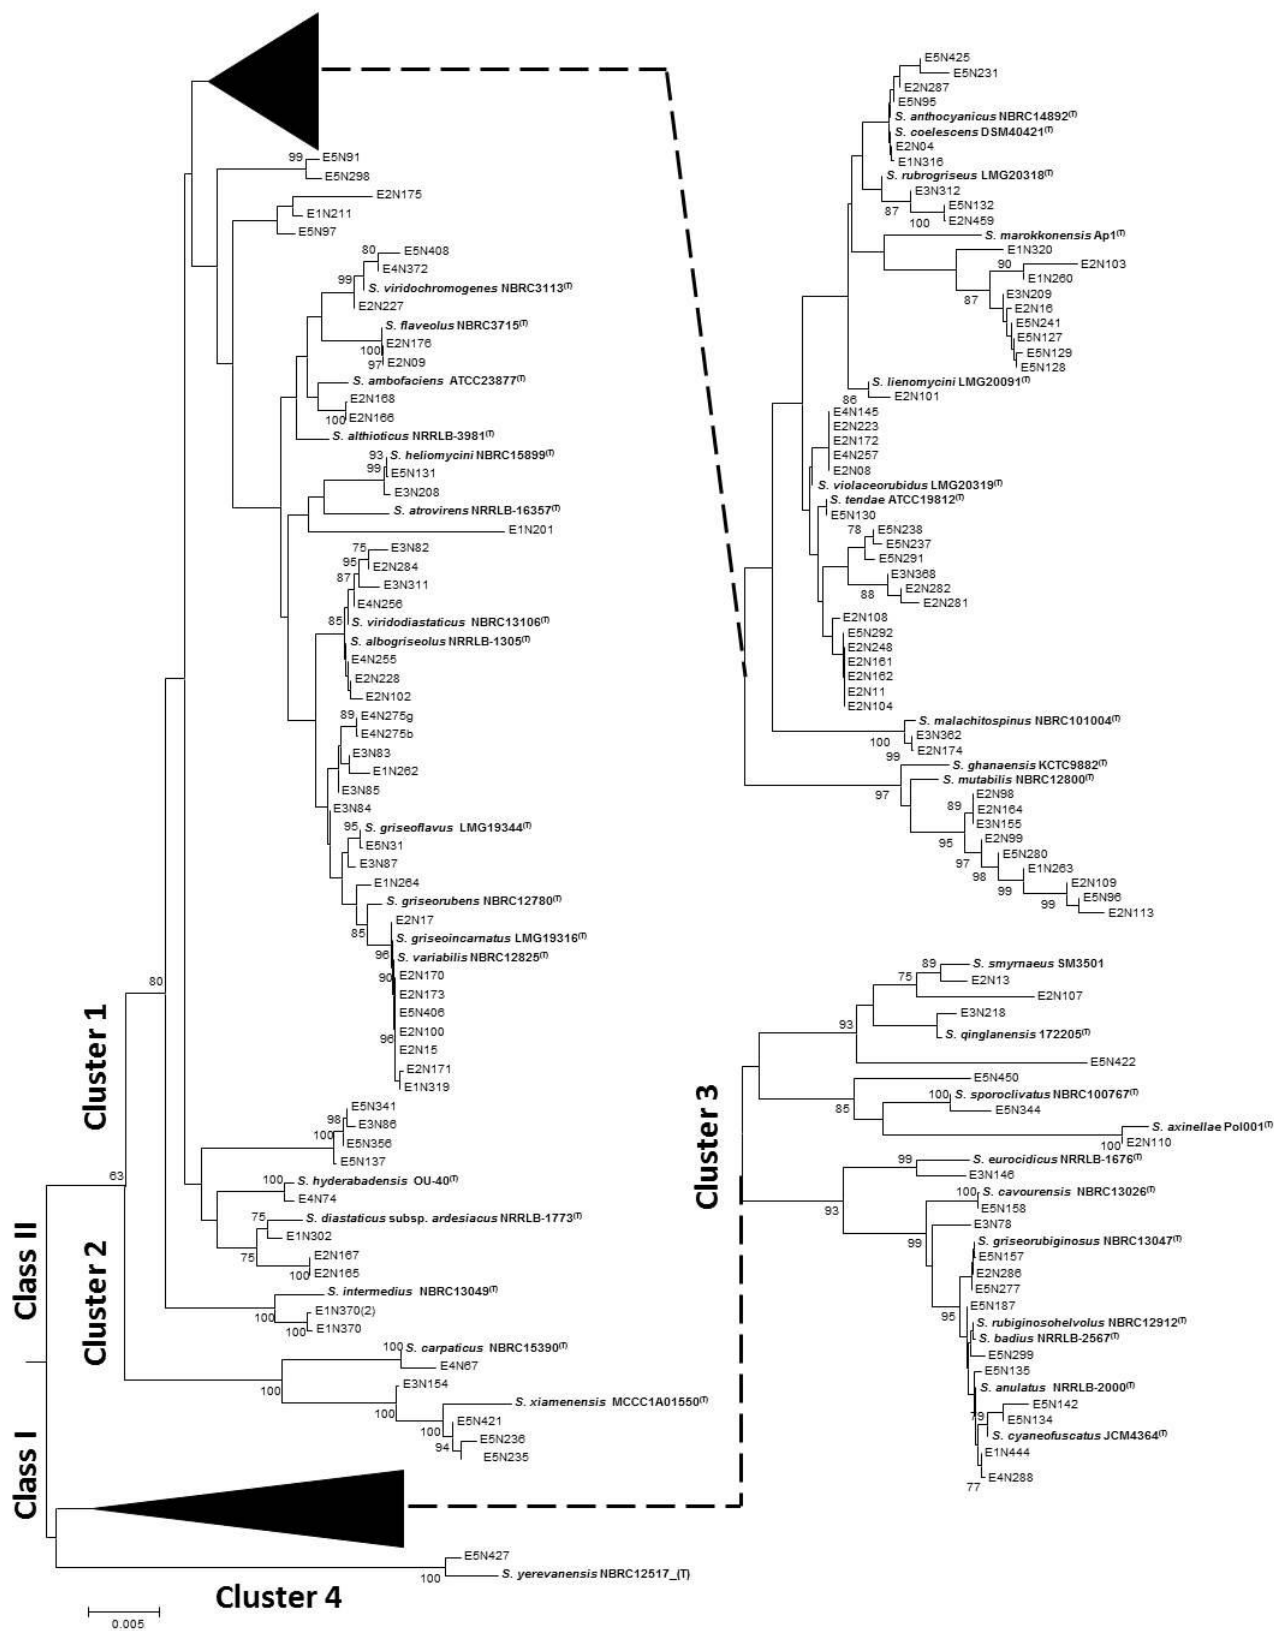 E5N91
99
E5N298
E2N175
E1N211
E5N97
80
E5N408
E4N372
99
S. viridochromogenes NBRC3113(T)
E2N227
S. flaveolus NBRC3715(T)
E2N176
100
E2N09
97
S. ambofaciens ATCC23877(T)
E2N168
E2N166
100
S. althioticus NRRLB-3981(T)
93
S. heliomycini NBRC15899(T)
99
E5N131
E3N208
S. atrovirens NRRLB-16357(T)
E1N201
75
E3N82
95
E2N284
87
E3N311
E4N256
85
S. viridodiastaticus NBRC13106(T)
S. albogriseolus NRRLB-1305(T)
E4N255
E2N228
E2N102
89
E4N275g
E4N275b
E3N83
E1N262
E3N85
E3N84
95
S. griseoflavus LMG19344(T)
E5N31
E3N87
E1N264
S. griseorubens NBRC12780(T)
85
E2N17
S. griseoincarnatus LMG19316(T)
96
S. variabilis NBRC12825(T)
90
E2N170
E2N173
E5N406
E2N100
96
E2N15
E2N171
E1N319
80
Cluster 1
E5N341
98
E3N86
100
E5N356
E5N137
63
100
S. hyderabadensis OU-40(T)
E4N74
75
S. diastaticus subsp. ardesiacus NRRLB-1773(T)
E1N302
75
E2N167
100
E2N165
S. intermedius NBRC13049(T)
100
E1N370(2)
100
E1N370
Class II
Cluster 2
100
S. carpaticus NBRC15390(T)
E4N67
100
E3N154
100
S. xiamenensis MCCC1A01550(T)
100
E5N421
94
E5N236
E5N235
Class I
E5N427
100
S. yerevanensis NBRC12517_(T)
Cluster 4
0.005
E5N425
E5N231
E2N287
E5N95
S. anthocyanicus NBRC14892(T)
S. coelescens DSM40421(T)
E2N04
E1N316
S. rubrogriseus LMG20318(T)
E3N312
87
E5N132
100
E2N459
S. marokkonensis Ap1(T)
E1N320
90
E2N103
E1N260
87
E3N209
E2N16
E5N241
E5N127
E5N129
E5N128
S. lienomycini LMG20091(T)
86
E2N101
E4N145
E2N223
E2N172
E4N257
E2N08
S. violaceorubidus LMG20319(T)
S. tendae ATCC19812(T)
E5N130
78
E5N238
E5N237
E5N291
E3N368
88
E2N282
E2N281
E2N108
E5N292
E2N248
E2N161
E2N162
E2N11
E2N104
S. malachitospinus NBRC101004(T)
100
E3N362
99
E2N174
S. ghanaensis KCTC9882(T)
S. mutabilis NBRC12800(T)
97
E2N98
89
E2N164
E3N155
95
E2N99
97
E5N280
98
E1N263
99
E2N109
99
E5N96
E2N113
89
S. smyrnaeus SM3501
75
E2N13
E2N107
93
E3N218
S. qinglanensis 172205(T)
E5N422
E5N450
Cluster 3
100
S. sporoclivatus NBRC100767(T)
85
E5N344
S. axinellae Pol001(T)
100
E2N110
99
S. eurocidicus NRRLB-1676(T)
E3N146
93
100
S. cavourensis NBRC13026(T)
E5N158
E3N78
99
S. griseorubiginosus NBRC13047(T)
E5N157
E2N286
E5N277
95
E5N187
S. rubiginosohelvolus NBRC12912(T)
S. badius NRRLB-2567(T)
E5N299
E5N135
S. anulatus NRRLB-2000(T)
E5N142
79
E5N134
S. cyaneofuscatus JCM4364(T)
E1N444
E4N288
77